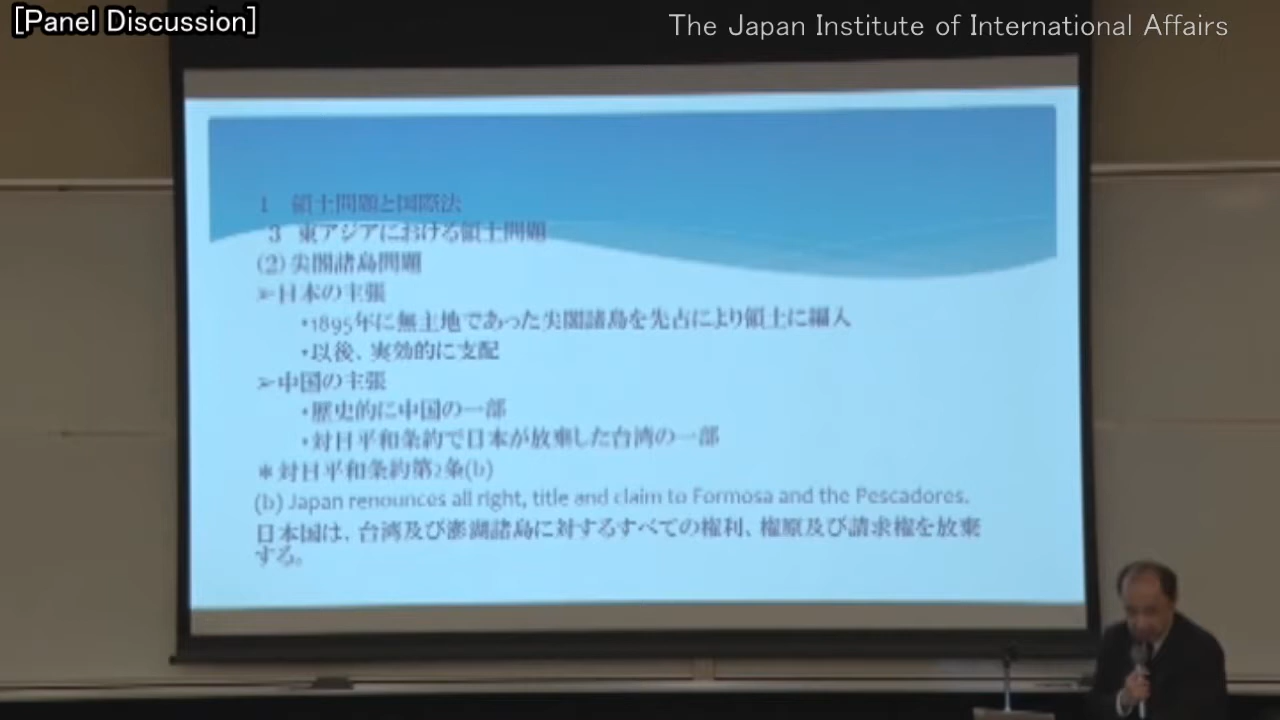 [Panel Discussion]
The Japan Institute of International Affairs
1 領土問題と国際法
3 東アジアにおける領土問題
(2) 尖閣諸島問題
➢日本の主張
・1895年に無主地であった尖閣諸島を先占により領土に編入
・以後、実効的に支配
➢中国の主張
・歴史的に中国の一部
・対日平和条約で日本が放棄した台湾の一部
＊対日平和条約第2条(b)
(b) Japan renounces all right, title and claim to Formosa and the Pescadores.
日本国は、台湾及び澎湖諸島に対するすべての権利、権原及び請求権を放棄
する。